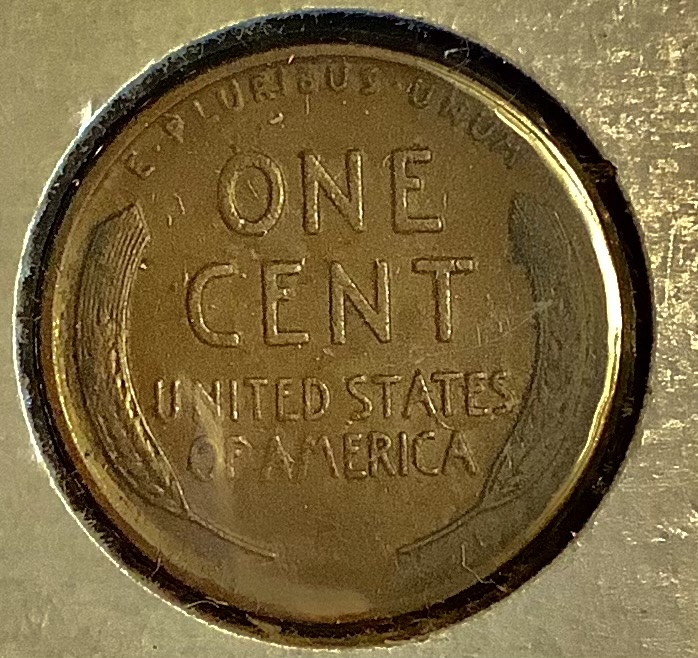 E · PLURIBUS · UNUM
ONE
CENT
UNITED STATES
OF AMERICA